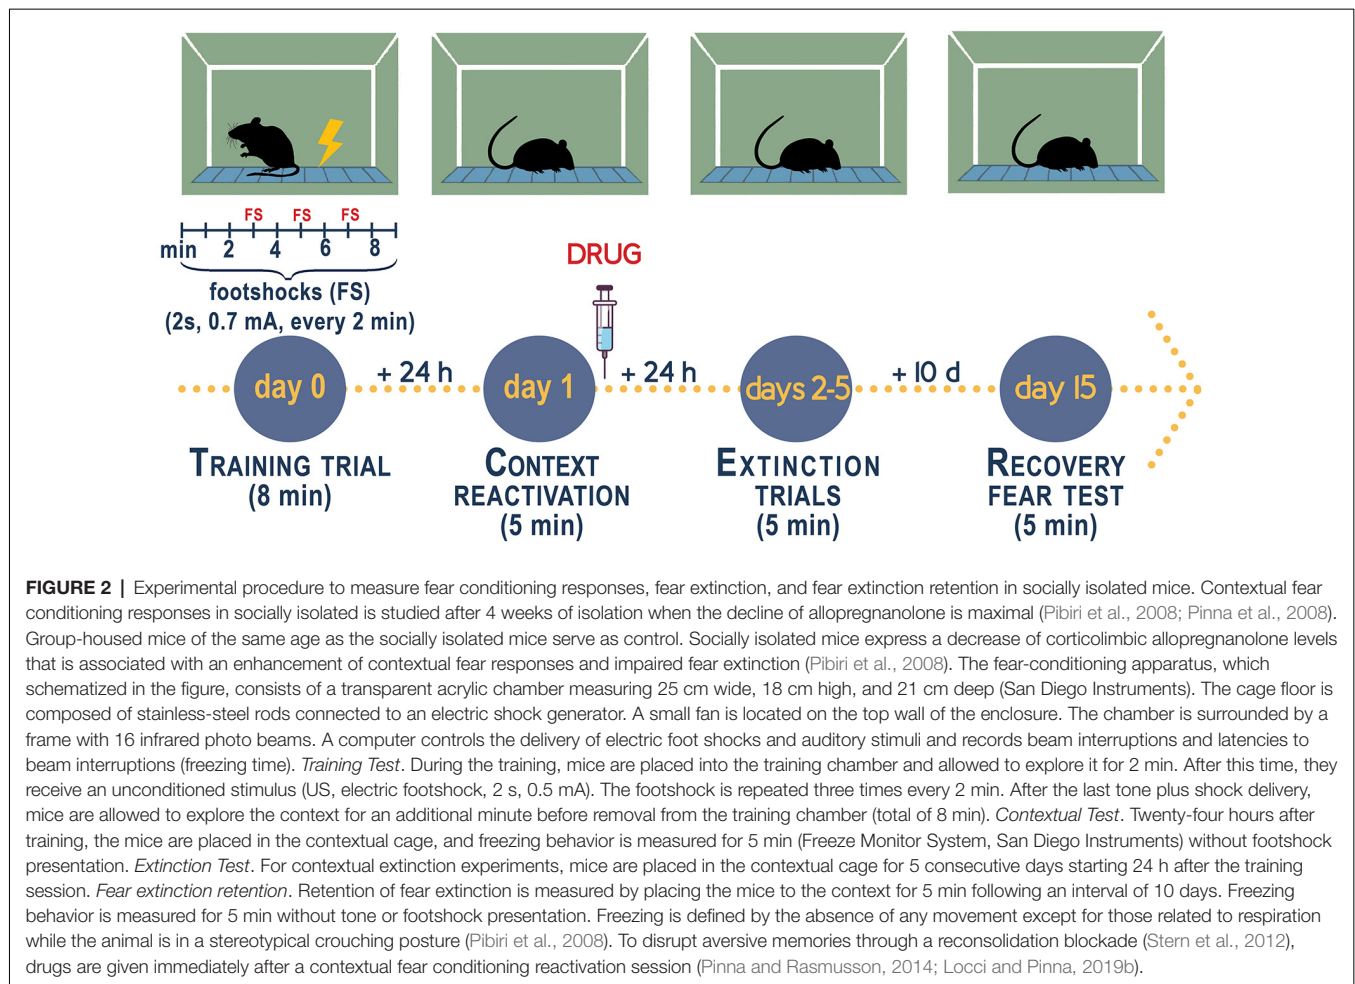 FS FS FS
min 2 4 6 8
footshocks (FS)
(2s, 0.7 mA, every 2 min)
DRUG
day 0
+ 24 h
day 1
+ 24 h
days 2-5
+ 10 d
day 15
TRAINING TRIAL
(8 min)
CONTEXT
REACTIVATION
(5 min)
EXTINCTION
TRIALS
(5 min)
RECOVERY
FEAR TEST
(5 min)
FIGURE 2 | Experimental procedure to measure fear conditioning responses, fear extinction, and fear extinction retention in socially isolated mice. Contextual fear
conditioning responses in socially isolated is studied after 4 weeks of isolation when the decline of allopregnanolone is maximal (Pibiri et al., 2008; Pinna et al., 2008).
Group-housed mice of the same age as the socially isolated mice serve as control. Socially isolated mice express a decrease of corticolimbic allopregnanolone levels
that is associated with an enhancement of contextual fear responses and impaired fear extinction (Pibiri et al., 2008). The fear-conditioning apparatus, which
schematized in the figure, consists of a transparent acrylic chamber measuring 25 cm wide, 18 cm high, and 21 cm deep (San Diego Instruments). The cage floor is
composed of stainless-steel rods connected to an electric shock generator. A small fan is located on the top wall of the enclosure. The chamber is surrounded by a
frame with 16 infrared photo beams. A computer controls the delivery of electric foot shocks and auditory stimuli and records beam interruptions and latencies to
beam interruptions (freezing time). Training Test. During the training, mice are placed into the training chamber and allowed to explore it for 2 min. After this time, they
receive an unconditioned stimulus (US, electric footshock, 2 s, 0.5 mA). The footshock is repeated three times every 2 min. After the last tone plus shock delivery,
mice are allowed to explore the context for an additional minute before removal from the training chamber (total of 8 min). Contextual Test. Twenty-four hours after
training, the mice are placed in the contextual cage, and freezing behavior is measured for 5 min (Freeze Monitor System, San Diego Instruments) without footshock
presentation. Extinction Test. For contextual extinction experiments, mice are placed in the contextual cage for 5 consecutive days starting 24 h after the training
session. Fear extinction retention. Retention of fear extinction is measured by placing the mice to the context for 5 min following an interval of 10 days. Freezing
behavior is measured for 5 min without tone or footshock presentation. Freezing is defined by the absence of any movement except for those related to respiration
while the animal is in a stereotypical crouching posture (Pibiri et al., 2008). To disrupt aversive memories through a reconsolidation blockade (Stern et al., 2012),
drugs are given immediately after a contextual fear conditioning reactivation session (Pinna and Rasmusson, 2014; Locci and Pinna, 2019b).